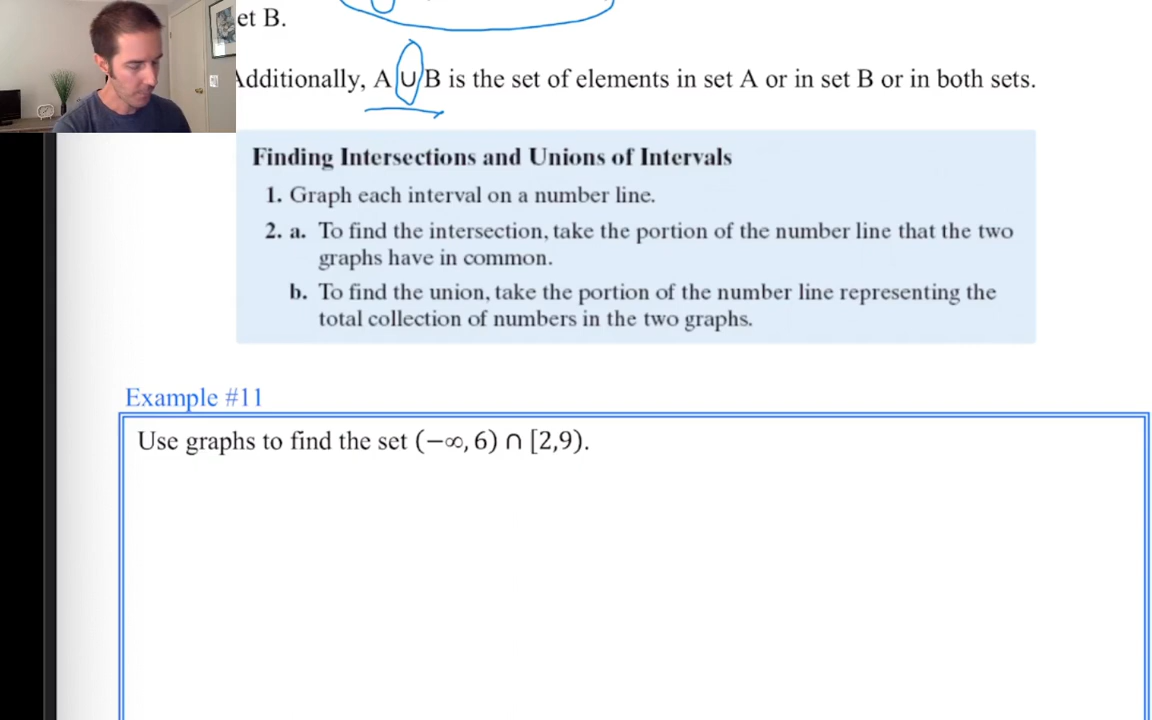 et B.
Additionally, A ∪ B is the set of elements in set A or in set B or in both sets.
Finding Intersections and Unions of Intervals
1. Graph each interval on a number line.
2. a. To find the intersection, take the portion of the number line that the two
graphs have in common.
b. To find the union, take the portion of the number line representing the
total collection of numbers in the two graphs.
Example #11
Use graphs to find the set (−∞, 6) ∩ [2,9).